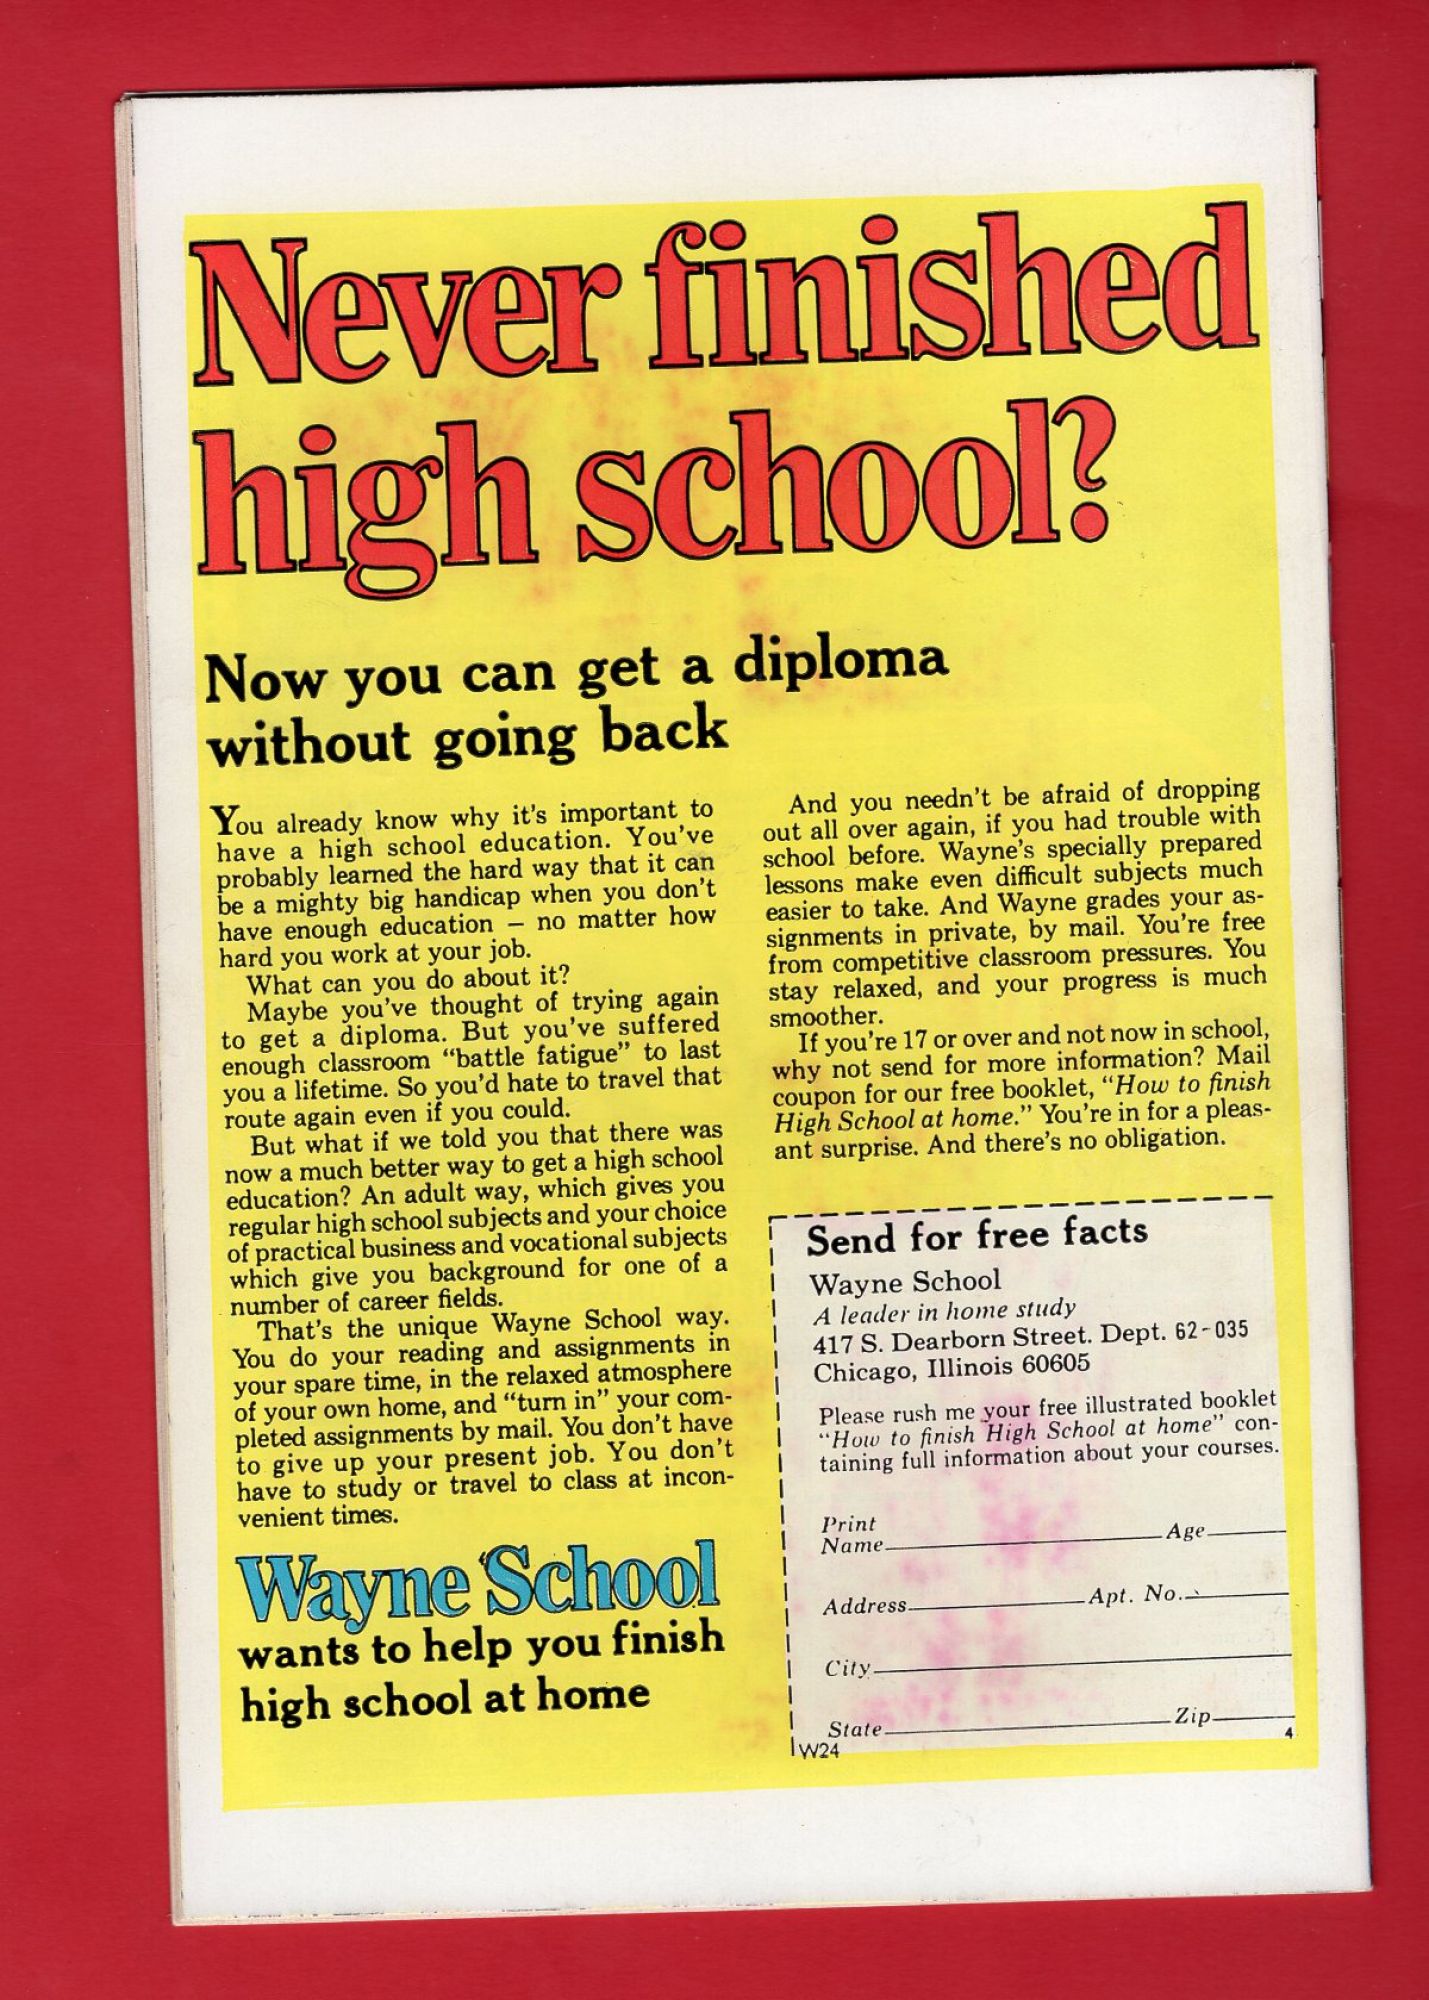 Never finished
high school?
Now you can get a diploma
without going back
You already know why it's important to
have a high school education. You've
probably learned the hard way that it can
be a mighty big handicap when you don't
have enough education – no matter how
hard you work at your job.
What can you do about it?
Maybe you've thought of trying again
to get a diploma. But you've suffered
enough classroom “battle fatigue” to last
you a lifetime. So you'd hate to travel that
route again even if you could.
But what if we told you that there was
now a much better way to get a high school
education? An adult way, which gives you
regular high school subjects and your choice
of practical business and vocational subjects
which give you background for one of a
number of career fields.
That's the unique Wayne School way.
You do your reading and assignments in
your spare time, in the relaxed atmosphere
of your own home, and “turn in” your com-
pleted assignments by mail. You don't have
to give up your present job. You don't
have to study or travel to class at incon-
venient times.
Wayne School
wants to help you finish
high school at home
And you needn't be afraid of dropping
out all over again, if you had trouble with
school before. Wayne's specially prepared
lessons make even difficult subjects much
easier to take. And Wayne grades your as-
signments in private, by mail. You're free
from competitive classroom pressures. You
stay relaxed, and your progress is much
smoother.
If you're 17 or over and not now in school,
why not send for more information? Mail
coupon for our free booklet, “How to finish
High School at home.” You're in for a pleas-
ant surprise. And there's no obligation.
Send for free facts
Wayne School
A leader in home study
417 S. Dearborn Street. Dept. 62-035
Chicago, Illinois 60605
Please rush me your free illustrated booklet
“How to finish High School at home” con-
taining full information about your courses.
Print
Name Age
Address Apt. No.
City
State Zip
W24 4